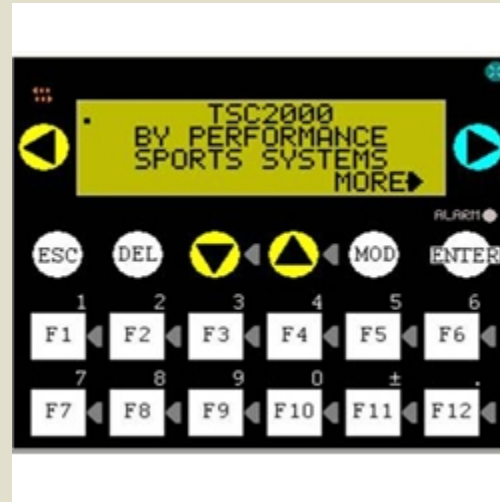 TSC2000
BY PERFORMANCE
SPORTS SYSTEMS
MORE
ALARM
ESC DEL MOD ENTER
1 2 3 4 5 6
F1 F2 F3 F4 F5 F6
7 8 9 0 ± .
F7 F8 F9 F10 F11 F12